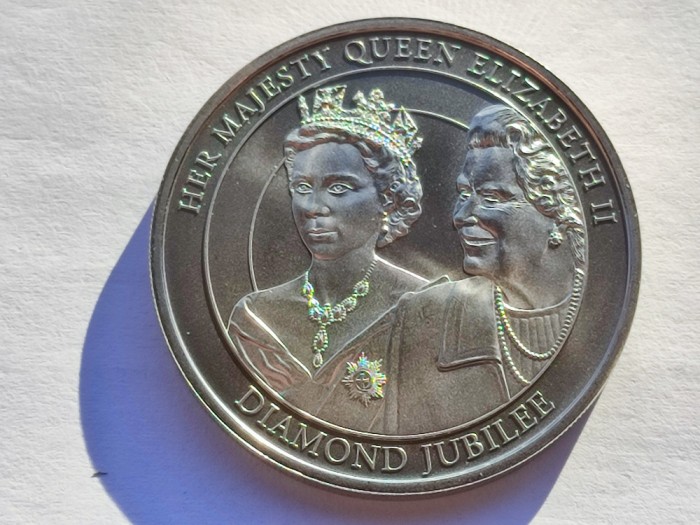 HER MAJESTY QUEEN ELIZABETH II
DIAMOND JUBILEE